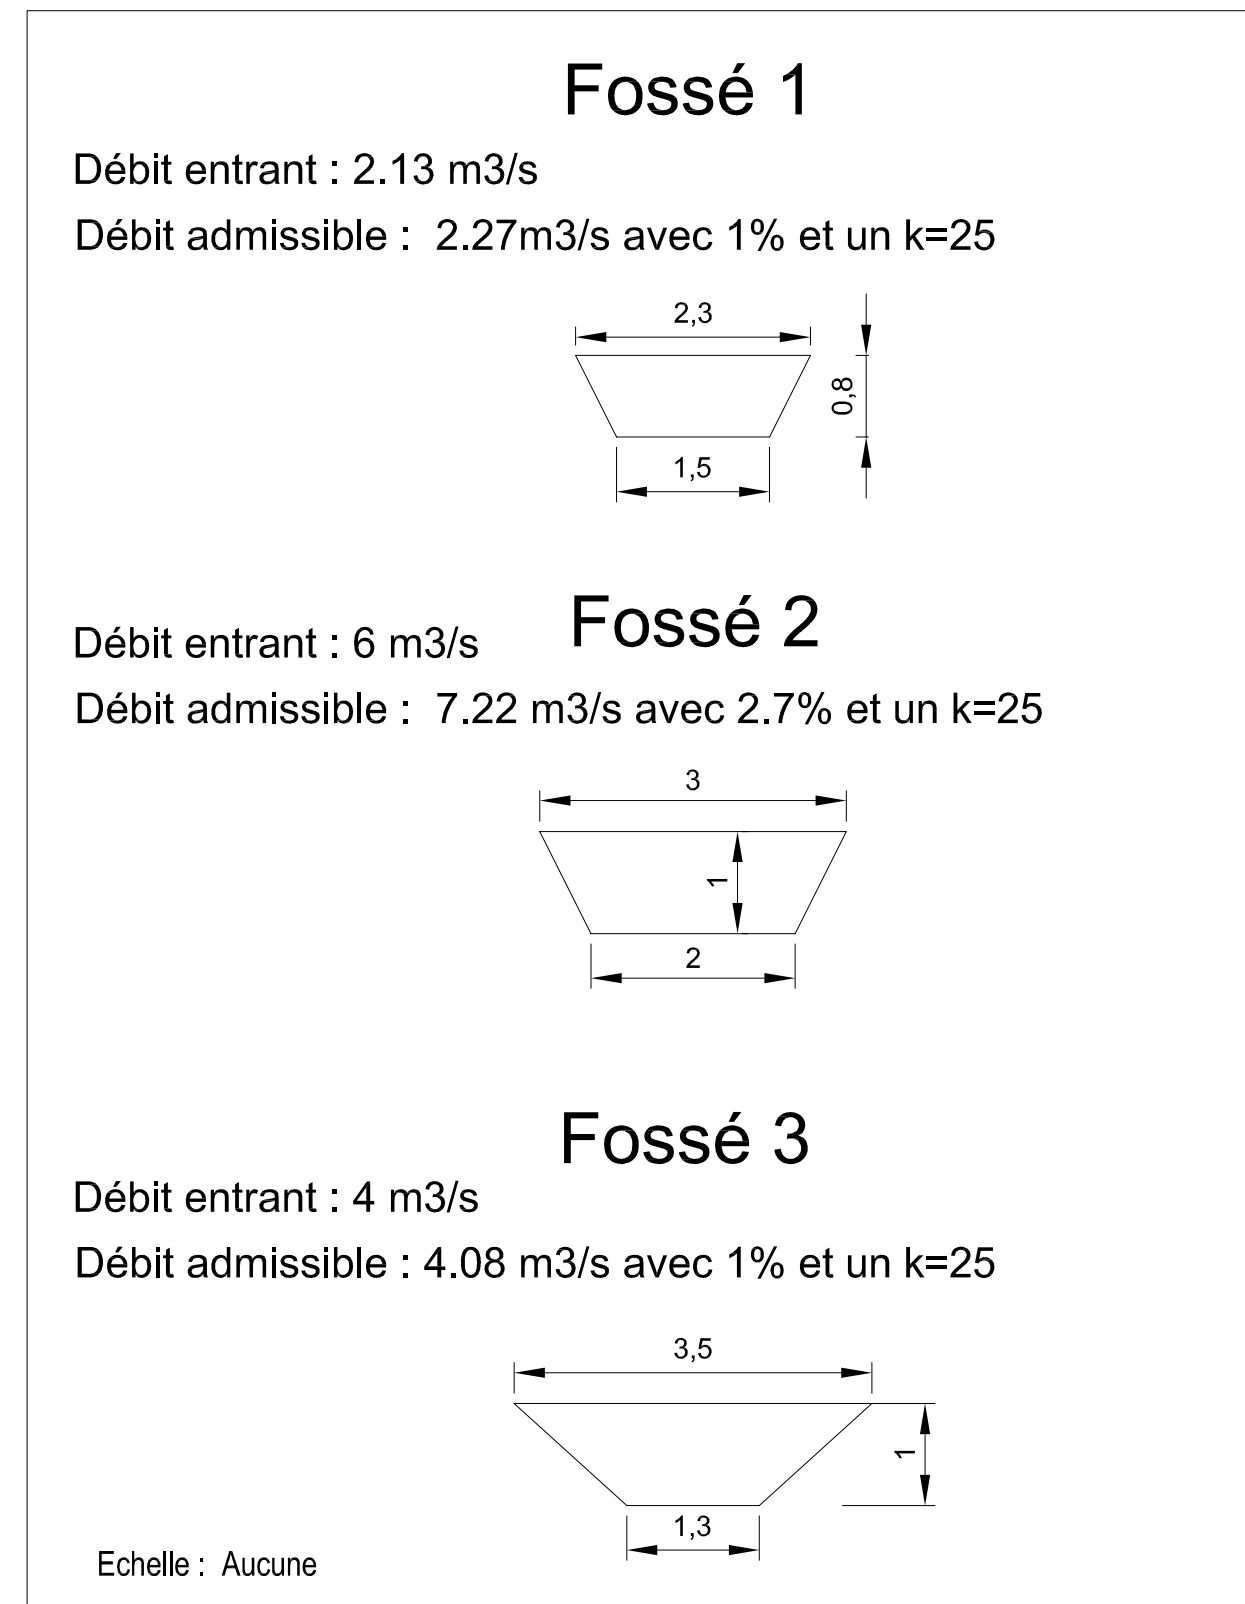 Fossé 1
Débit entrant : 2.13 m3/s
Débit admissible :  2.27m3/s avec 1% et un k=25
2,3
0,8
1,5
Fossé 2
Débit entrant : 6 m3/s
Débit admissible :  7.22 m3/s avec 2.7% et un k=25
3
1
2
Fossé 3
Débit entrant : 4 m3/s
Débit admissible : 4.08 m3/s avec 1% et un k=25
3,5
1
1,3
Echelle :  Aucune